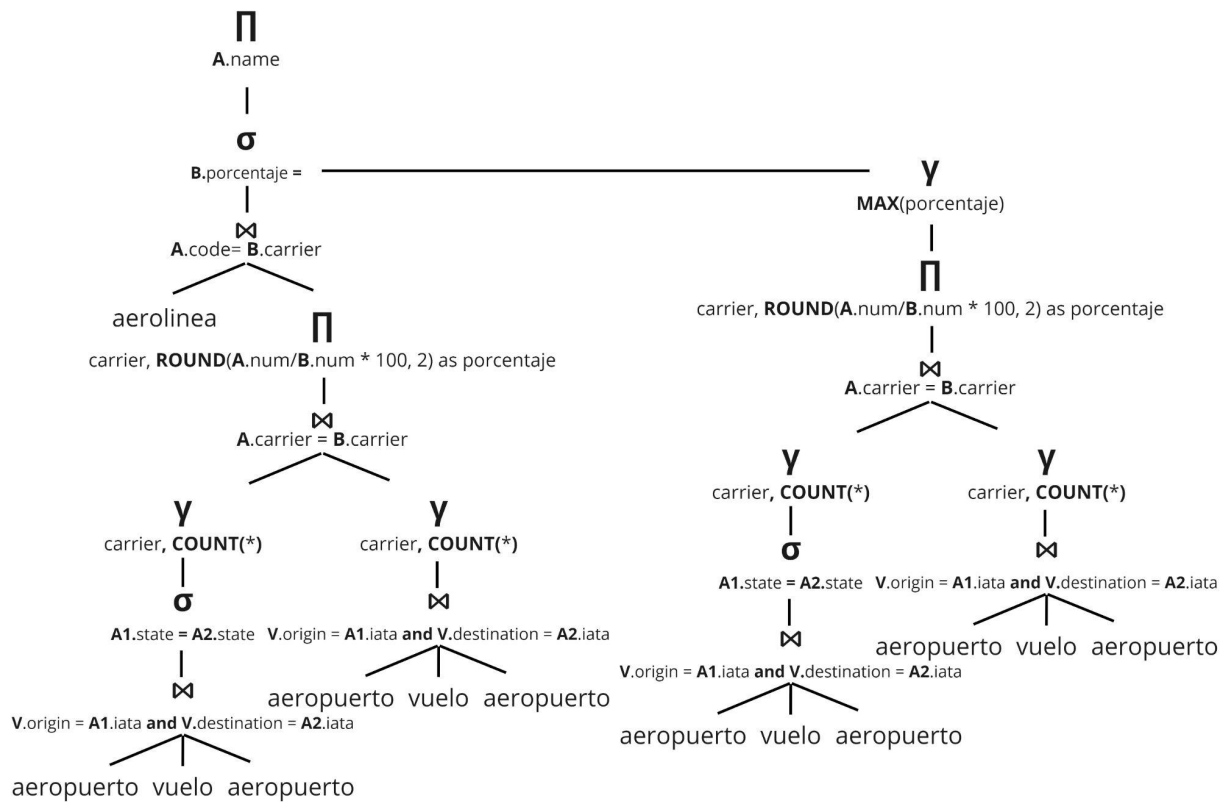 Π
A.name
σ
B.porcentaje =
⋈
A.code= B.carrier
aerolinea
Π
carrier, ROUND(A.num/B.num * 100, 2) as porcentaje
⋈
A.carrier = B.carrier
γ
carrier, COUNT(*)
σ
A1.state = A2.state
⋈
V.origin = A1.iata and V.destination = A2.iata
aeropuerto vuelo aeropuerto
γ
carrier, COUNT(*)
⋈
V.origin = A1.iata and V.destination = A2.iata
aeropuerto vuelo aeropuerto
γ
MAX(porcentaje)
Π
carrier, ROUND(A.num/B.num * 100, 2) as porcentaje
⋈
A.carrier = B.carrier
γ
carrier, COUNT(*)
σ
A1.state = A2.state
⋈
V.origin = A1.iata and V.destination = A2.iata
aeropuerto vuelo aeropuerto
γ
carrier, COUNT(*)
⋈
V.origin = A1.iata and V.destination = A2.iata
aeropuerto vuelo aeropuerto